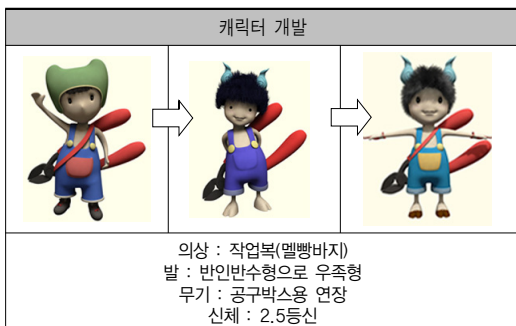 캐릭터 개발
의상 : 작업복(멜빵바지)
발 : 반인반수형으로 우족형
무기 : 공구박스용 연장
신체 : 2.5등신